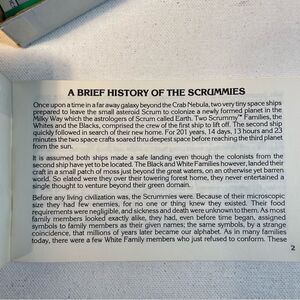 A BRIEF HISTORY OF THE SCRUMMIES
Once upon a time in a far away galaxy beyond the Crab Nebula, two very tiny space ships
prepared to leave the small asteroid Scrum to colonize a newly formed planet in the
Milky Way which the astrologers of Scrum called Earth. Two Scrummy™ Families, the
Whites and the Blacks, comprised the crew of the first ship to lift off. The second ship
quickly followed in search of their new home. For 201 years, 14 days, 13 hours and 23
minutes the two space crafts soared thru deepest space before reaching the third planet
from the sun.
It is assumed both ships made a safe landing even though the colonists from the
second ship have yet to be located. The Black and White Families however, landed their
craft in a small patch of moss just beyond the great waters, on an otherwise yet barren
world. So elated were they over their towering forest home, they never entertained a
single thought to venture beyond their green domain.
Before any living civilization was, the Scrummies were. Because of their microscopic
size they had few enemies, for no one or thing knew they existed. Their food
requirements were negligible, and sickness and death were unknown to them. As most
family members looked exactly alike, they had, even before time began, assigned
symbols to family members as their given names; the same symbols, by a strange
coincidence, that millions of years later became our alphabet. As in many families
today, there were a few White Family members who just refused to conform. These
2